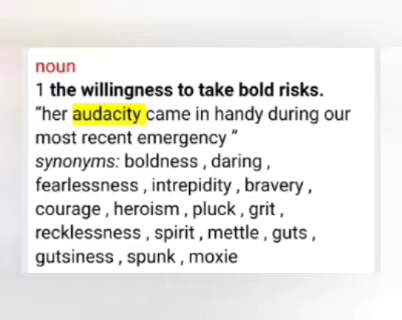 noun
1 the willingness to take bold risks.
“her audacity came in handy during our
most recent emergency ”
synonyms: boldness , daring ,
fearlessness , intrepidity , bravery ,
courage , heroism , pluck , grit ,
recklessness , spirit , mettle , guts ,
gutsiness , spunk , moxie